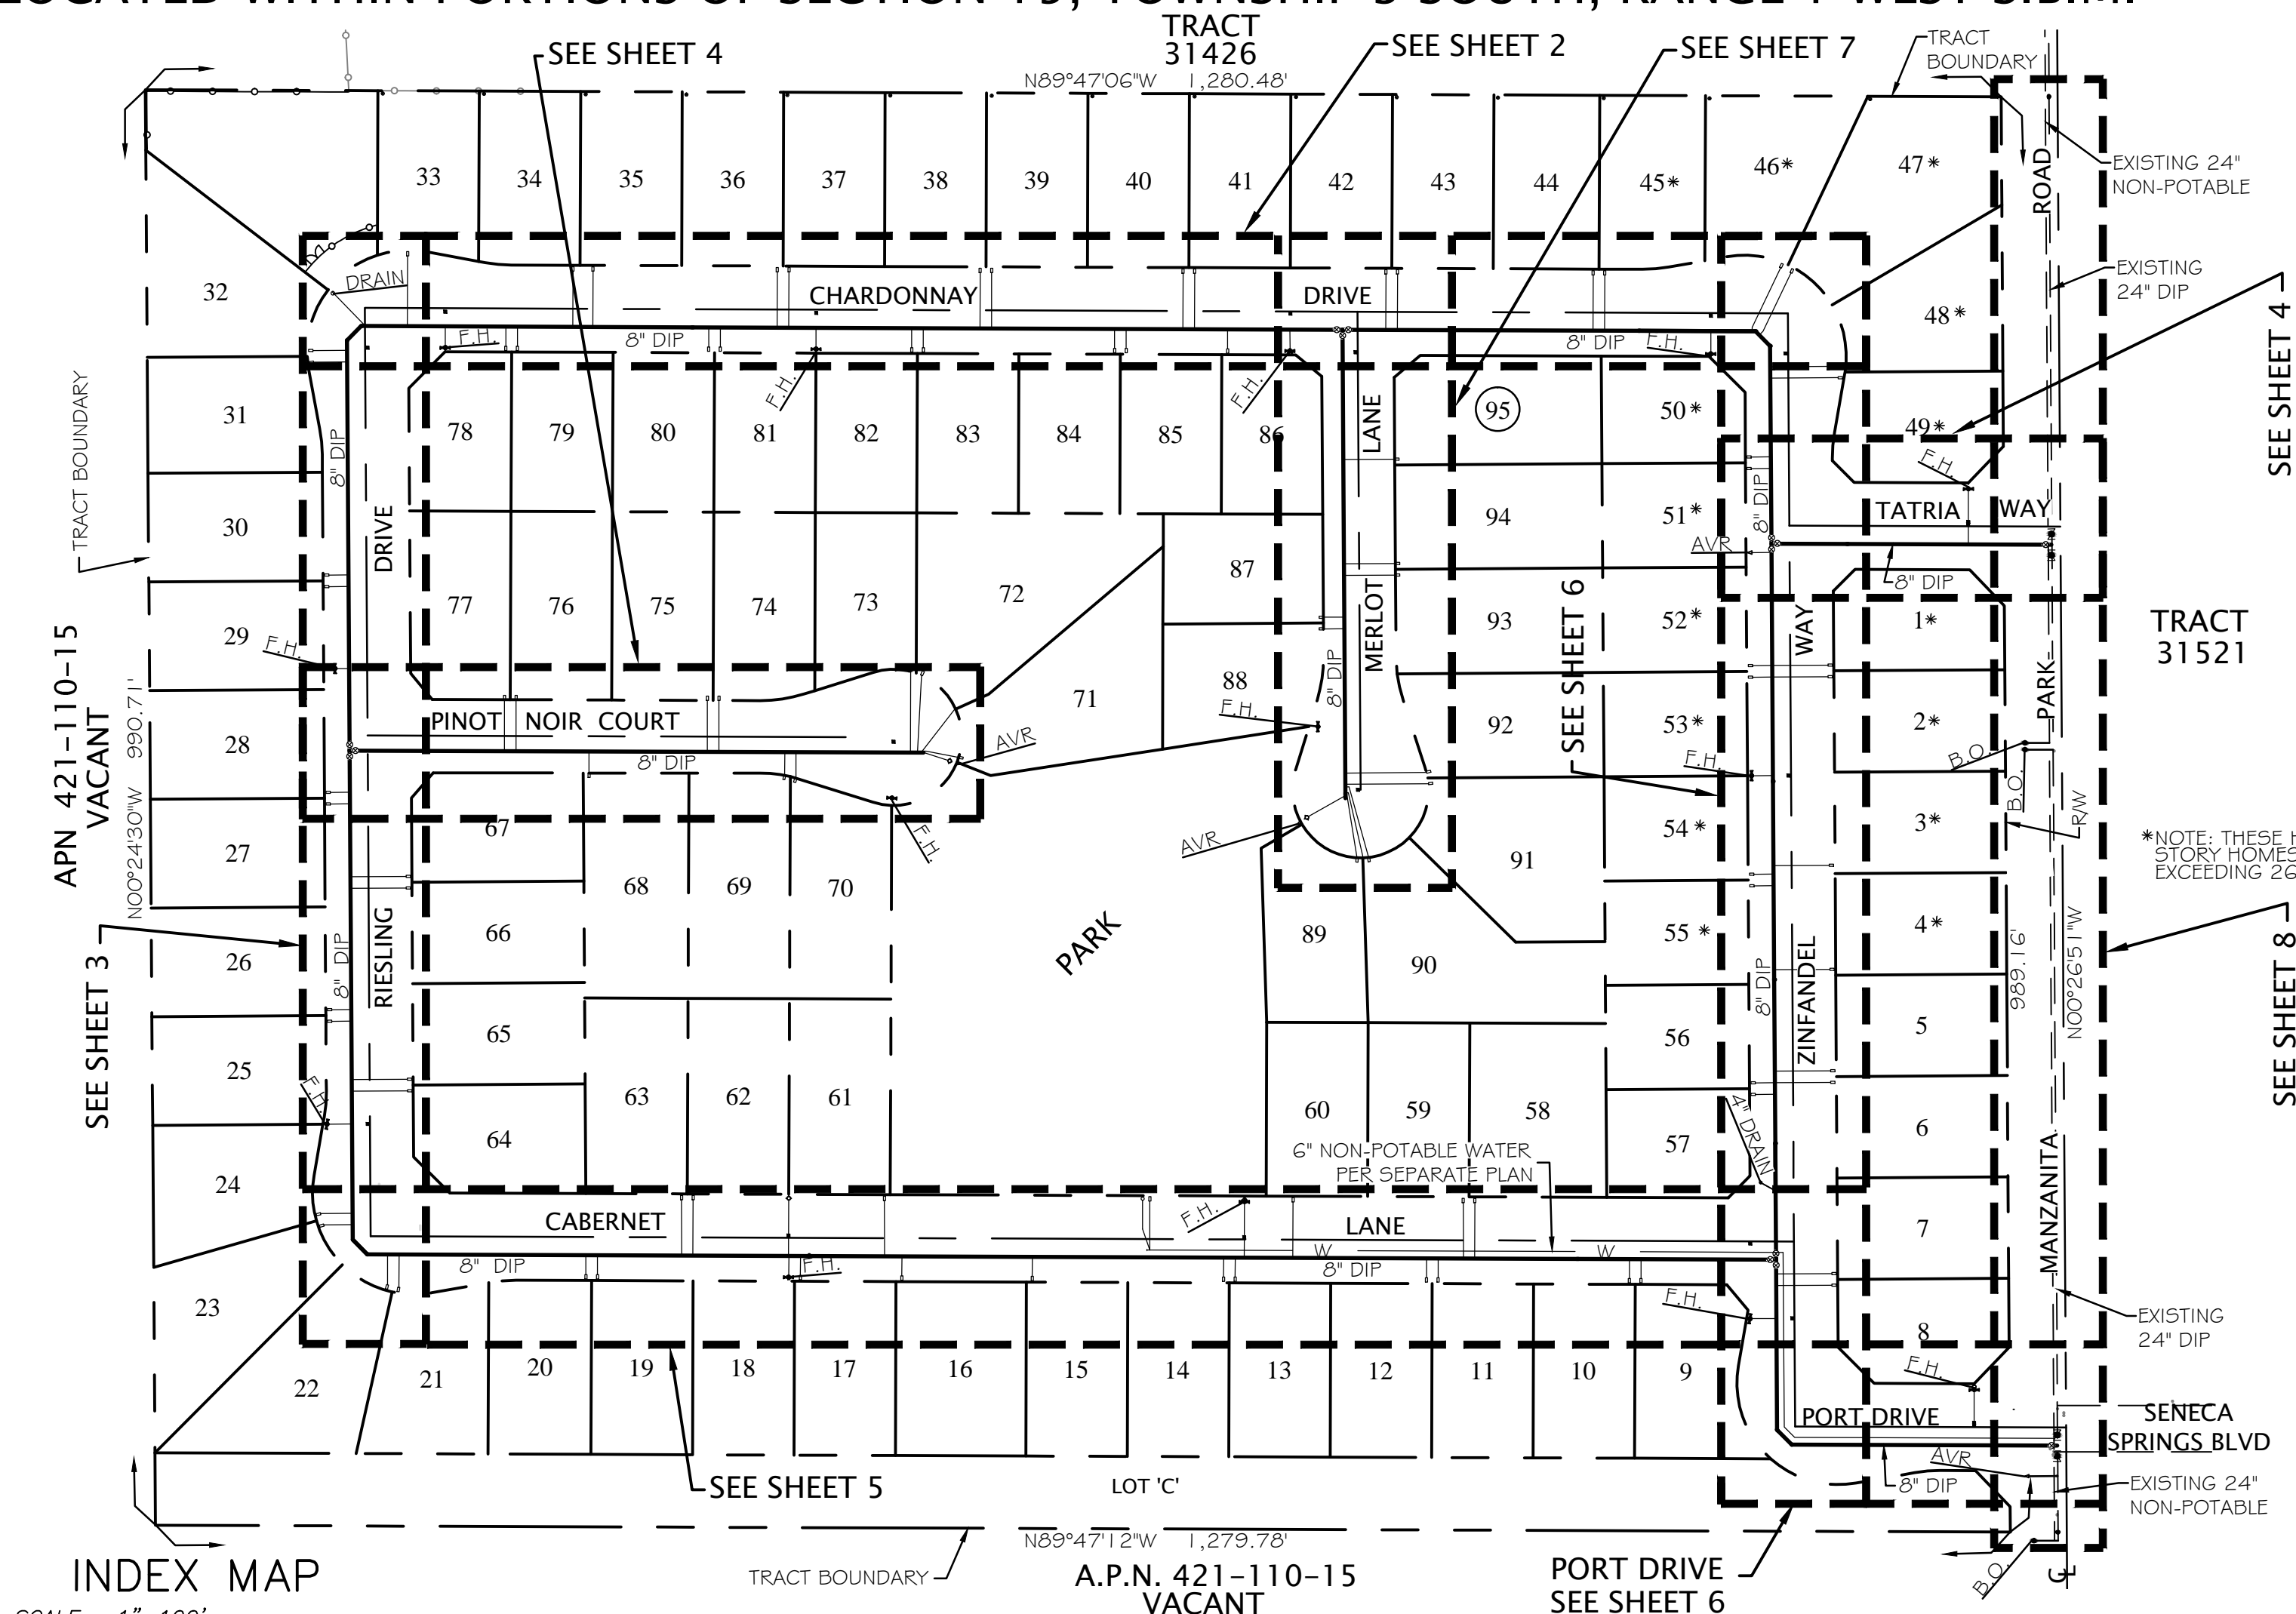 LOCATED WITHIN PORTIONS OF SECTION
TOWNSHIP
SOUTH, RANGE
WEST S.B.M.
TRACT
31426
N89°47'06"W 1,280.48'
SEE SHEET 4
SEE SHEET 2
SEE SHEET 7
TRACT
BOUNDARY
EXISTING 24"
NON-POTABLE
ROAD
EXISTING
24" DIP
SEE SHEET 4
33
34
35
36
37
38
39
40
41
42
43
44
45*
46*
47*
32
DRAIN
CHARDONNAY
DRIVE
48*
F.H.
8" DIP
F.H.
F.H.
8" DIP
F.H.
TRACT BOUNDARY
31
8" DIP
78
79
80
81
82
83
84
85
86
LANE
95
50*
49*
F.H.
30
DRIVE
94
51*
8" DIP
AVR
TATRIA WAY
8" DIP
29
F.H.
77
76
75
74
73
72
87
MERLOT
93
52*
SEE SHEET 6
WAY
1*
TRACT
31521
APN 421-110-15
VACANT
N00°24'30"W 990.71'
28
PINOT NOIR COURT
8" DIP
AVR
71
88
F.H.
8" DIP
92
53*
F.H.
2*
PARK
B.O.
B.O.
R/W
27
67
F.H.
AVR
91
54*
3*
*NOTE: THESE
STORY HOMES
EXCEEDING 26
68
69
70
SEE SHEET 3
26
8" DIP
RIESLING
66
PARK
89
90
55*
8" DIP
ZINFANDEL
4*
989.16'
N00°26'51"W
SEE SHEET 8
25
F.H.
65
56
5
24
64
63
62
61
60
59
58
57
4" DRAIN
6
6" NON-POTABLE WATER
PER SEPARATE PLAN
CABERNET
F.H.
LANE
7
MANZANITA
8" DIP
F.H.
W
W
8" DIP
23
F.H.
8
EXISTING
24" DIP
22
21
20
19
18
17
16
15
14
13
12
11
10
9
F.H.
PORT DRIVE
SENECA
SPRINGS BLVD
AVR
8" DIP
EXISTING 24"
NON-POTABLE
SEE SHEET 5
LOT 'C'
N89°47'12"W 1,279.78'
TRACT BOUNDARY
A.P.N. 421-110-15
VACANT
PORT DRIVE
SEE SHEET 6
B.O.
CL
INDEX MAP